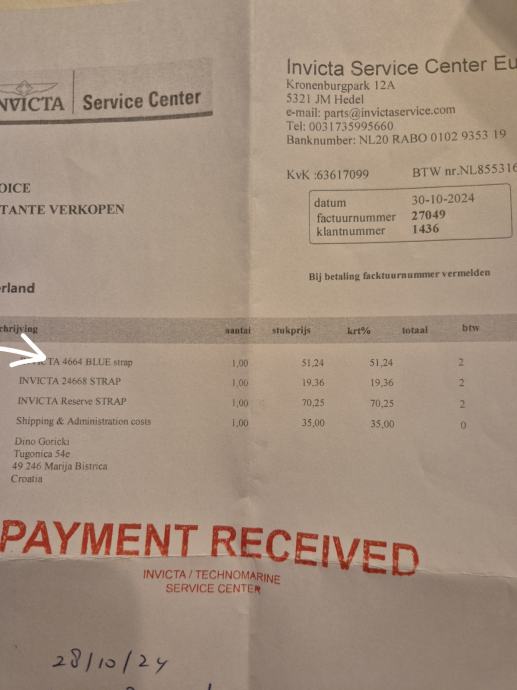 INVICTA Service Center
Invicta Service Center Eu
Kronenburgpark 12A
5321 JM Hedel
e-mail: parts@invictaservice.com
Tel: 0031735995660
Banknumber: NL20 RABO 0102 9353 19
KvK :63617099 BTW nr.NL855316
OICE
TANTE VERKOPEN
datum 30-10-2024
factuurnummer 27049
klantnummer 1436
Bij betaling facktuurnummer vermelden
erland
chrijving aantal stukprijs krt% totaal btw
INVICTA 4664 BLUE strap 1,00 51,24 51,24 2
INVICTA 24668 STRAP 1,00 19,36 19,36 2
INVICTA Reserve STRAP 1,00 70,25 70,25 2
Shipping & Administration costs 1,00 35,00 35,00 0
Dino Goricki
Tugonica 54e
49 246 Marija Bistrica
Croatia
PAYMENT RECEIVED
INVICTA / TECHNOMARINE
SERVICE CENTER
28/10/24